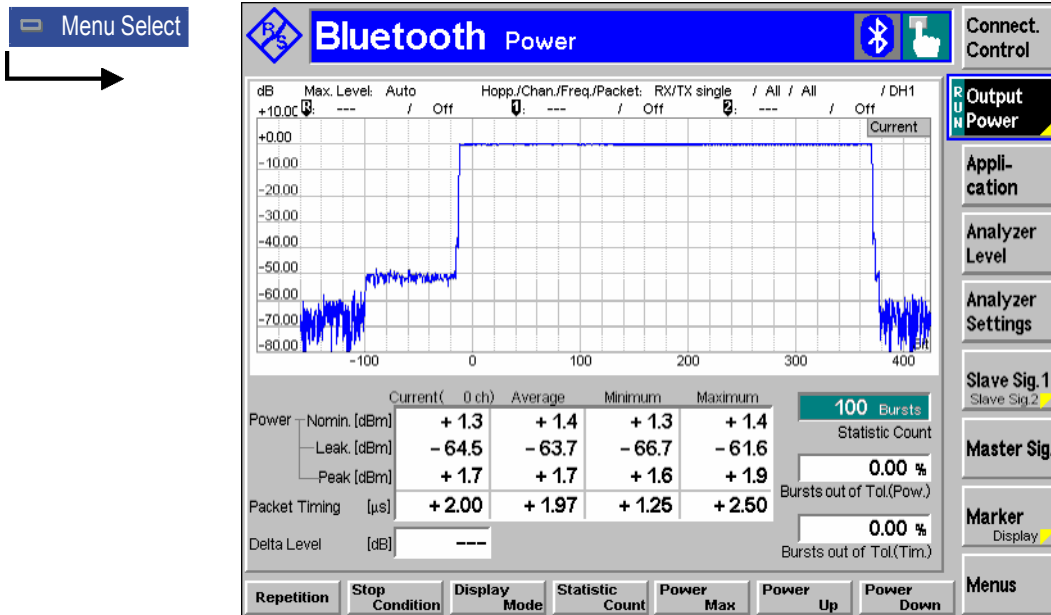 Menu Select
R/S
Bluetooth Power
Connect. Control
dB Max. Level: Auto Hopp./Chan./Freq./Packet: RX/TX single / All / All / DH1
R: --- / Off 1: --- / Off 2: --- / Off
Current
+10.00
+0.00
-10.00
-20.00
-30.00
-40.00
-50.00
-60.00
-70.00
-80.00
-100 0 100 200 300 400
Bit
Current( 0 ch) Average Minimum Maximum
Power Nomin. [dBm] + 1.3 + 1.4 + 1.3 + 1.4
Leak. [dBm] - 64.5 - 63.7 - 66.7 - 61.6
Peak [dBm] + 1.7 + 1.7 + 1.6 + 1.9
Packet Timing [µs] + 2.00 + 1.97 + 1.25 + 2.50
Delta Level [dB] ---
100 Bursts
Statistic Count
0.00 %
Bursts out of Tol.(Pow.)
0.00 %
Bursts out of Tol.(Tim.)
RUN
Output Power
Appli-
cation
Analyzer Level
Analyzer Settings
Slave Sig.1
Slave Sig.2
Master Sig.
Marker
Display
Menus
Repetition
Stop Condition
Display Mode
Statistic Count
Power Max
Power Up
Power Down